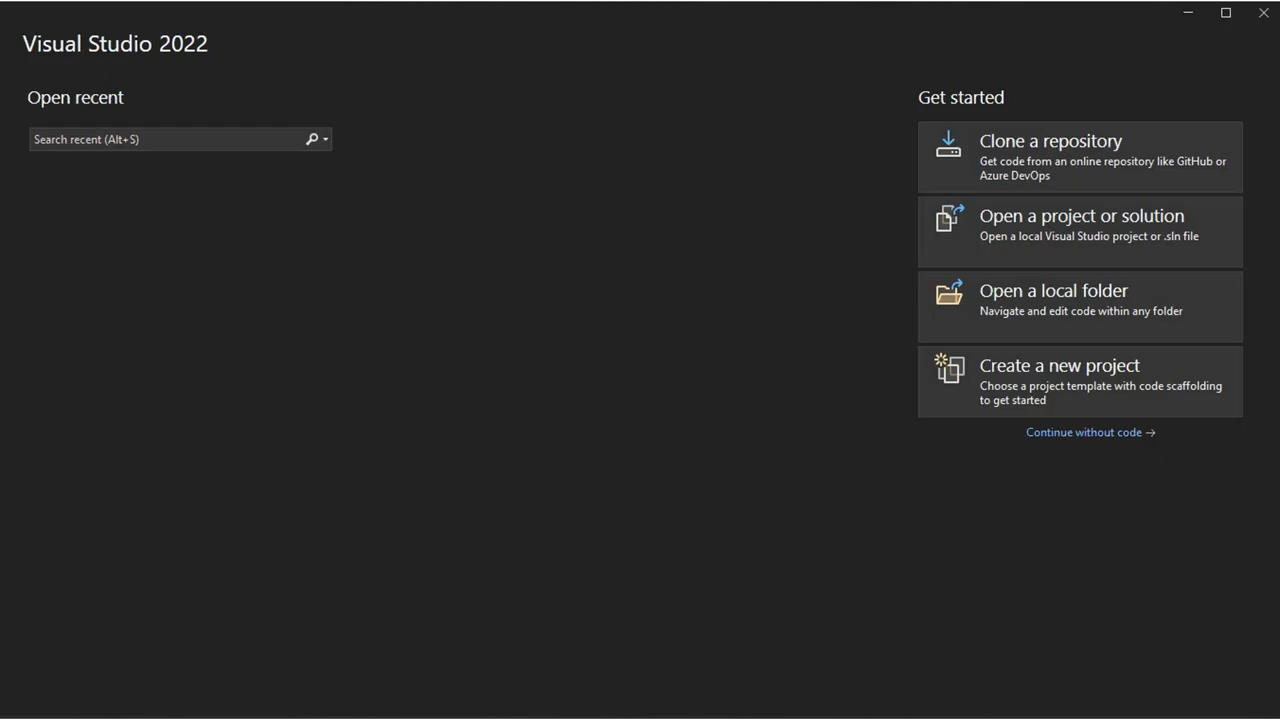 Visual Studio 2022
Open recent
Search recent (Alt+S)
Get started
Clone a repository
Get code from an online repository like GitHub or
Azure DevOps
Open a project or solution
Open a local Visual Studio project or .sln file
Open a local folder
Navigate and edit code within any folder
Create a new project
Choose a project template with code scaffolding
to get started
Continue without code →